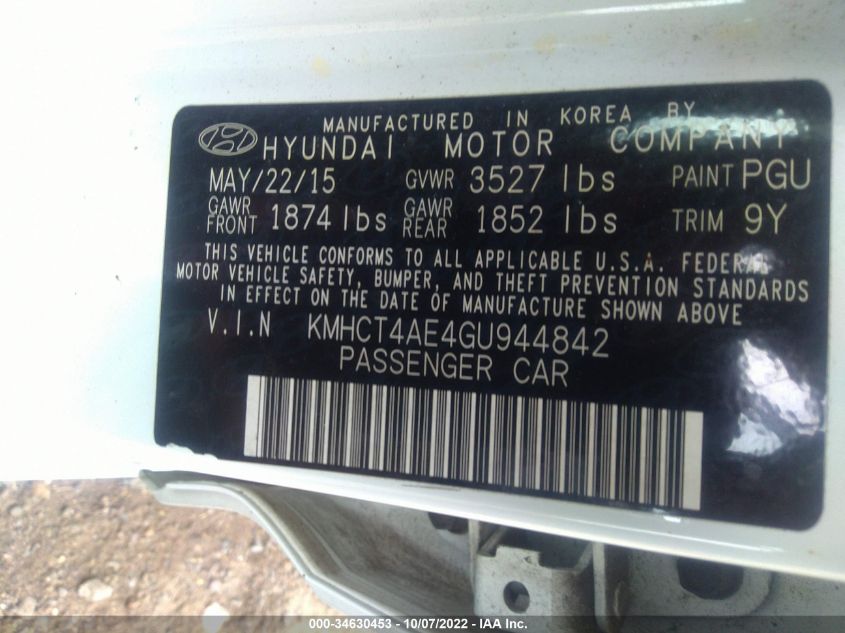 MANUFACTURED IN KOREA BY
HYUNDAI MOTOR COMPANY
MAY/22/15 GVWR 3527 lbs PAINT PGU
GAWR FRONT 1874 lbs GAWR REAR 1852 lbs TRIM 9Y
THIS VEHICLE CONFORMS TO ALL APPLICABLE U.S.A. FEDERAL
MOTOR VEHICLE SAFETY, BUMPER, AND THEFT PREVENTION STANDARDS
IN EFFECT ON THE DATE OF MANUFACTURE SHOWN ABOVE
V.I.N KMHCT4AE4GU944842
PASSENGER CAR
000-34630453 - 10/07/2022 - IAA Inc.